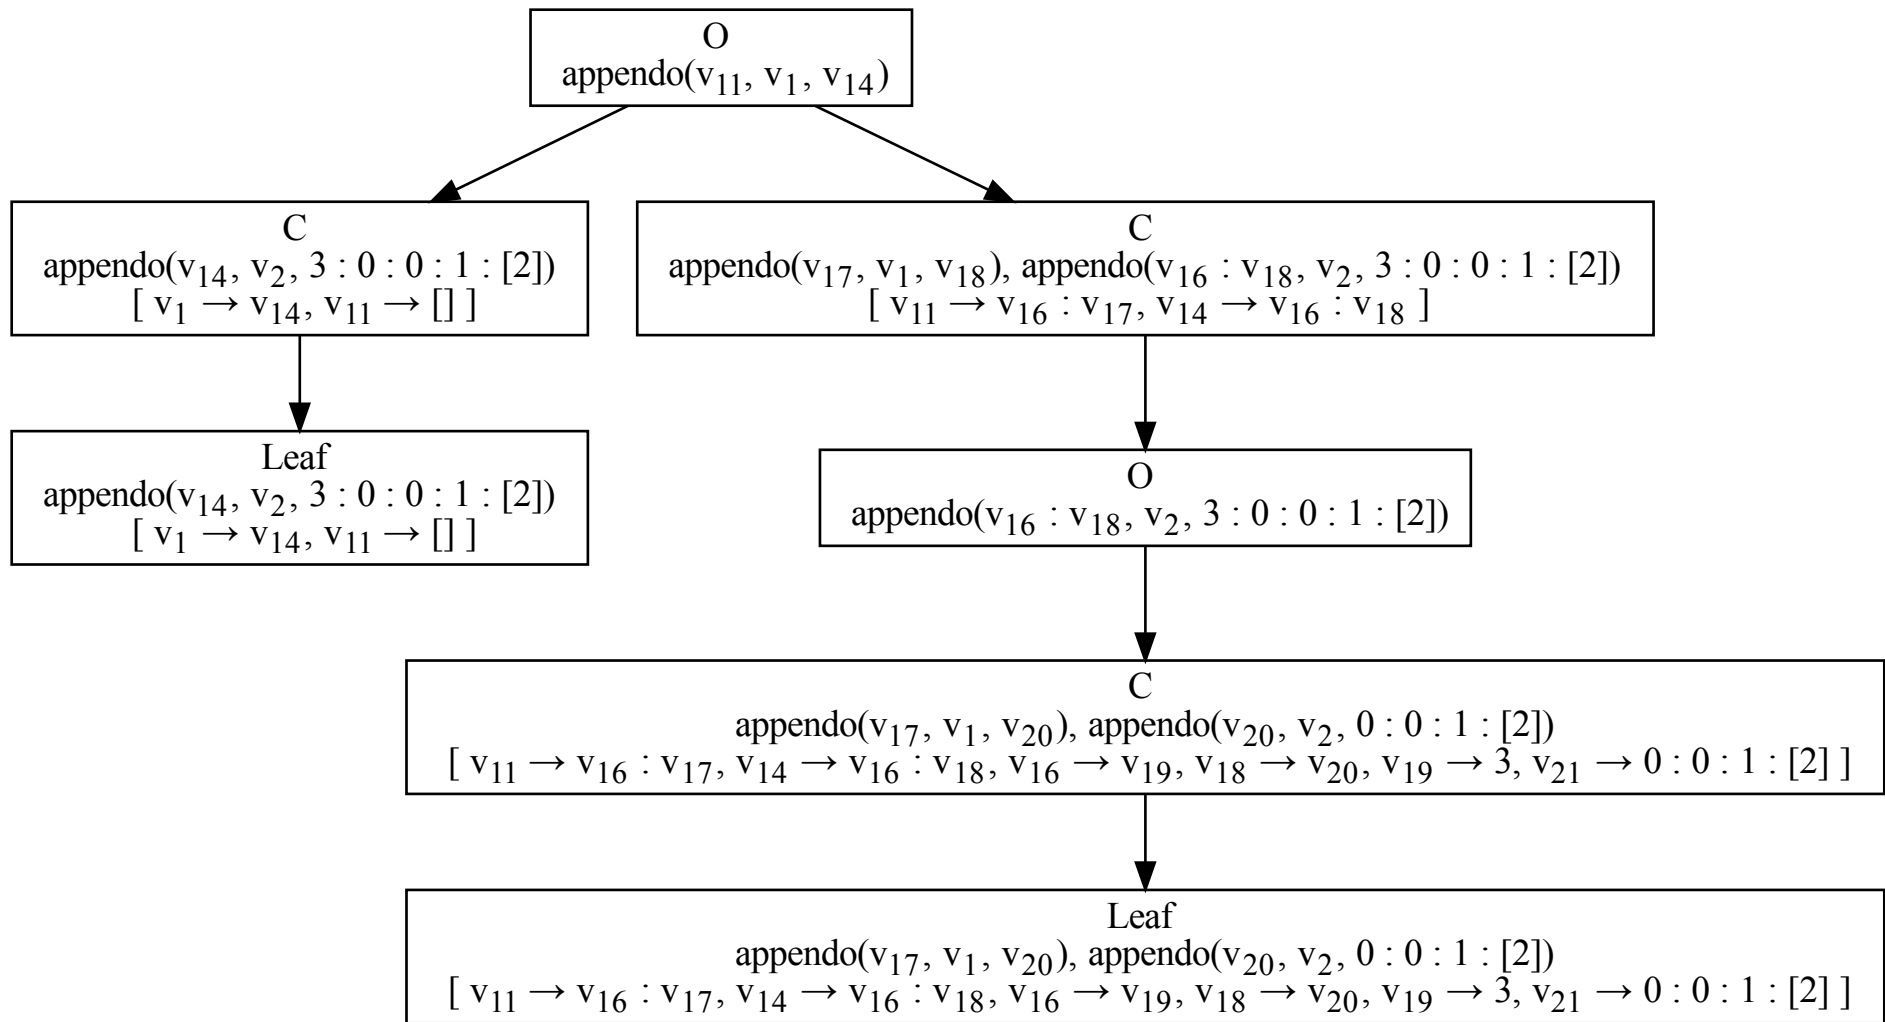 O
appendo(v₁₁, v₁, v₁₄)
C
appendo(v₁₄, v₂, 3 : 0 : 0 : 1 : [2])
[ v₁ → v₁₄, v₁₁ → [] ]
C
appendo(v₁₇, v₁, v₁₈), appendo(v₁₆ : v₁₈, v₂, 3 : 0 : 0 : 1 : [2])
[ v₁₁ → v₁₆ : v₁₇, v₁₄ → v₁₆ : v₁₈ ]
Leaf
appendo(v₁₄, v₂, 3 : 0 : 0 : 1 : [2])
[ v₁ → v₁₄, v₁₁ → [] ]
O
appendo(v₁₆ : v₁₈, v₂, 3 : 0 : 0 : 1 : [2])
C
appendo(v₁₇, v₁, v₂₀), appendo(v₂₀, v₂, 0 : 0 : 1 : [2])
[ v₁₁ → v₁₆ : v₁₇, v₁₄ → v₁₆ : v₁₈, v₁₆ → v₁₉, v₁₈ → v₂₀, v₁₉ → 3, v₂₁ → 0 : 0 : 1 : [2] ]
Leaf
appendo(v₁₇, v₁, v₂₀), appendo(v₂₀, v₂, 0 : 0 : 1 : [2])
[ v₁₁ → v₁₆ : v₁₇, v₁₄ → v₁₆ : v₁₈, v₁₆ → v₁₉, v₁₈ → v₂₀, v₁₉ → 3, v₂₁ → 0 : 0 : 1 : [2] ]